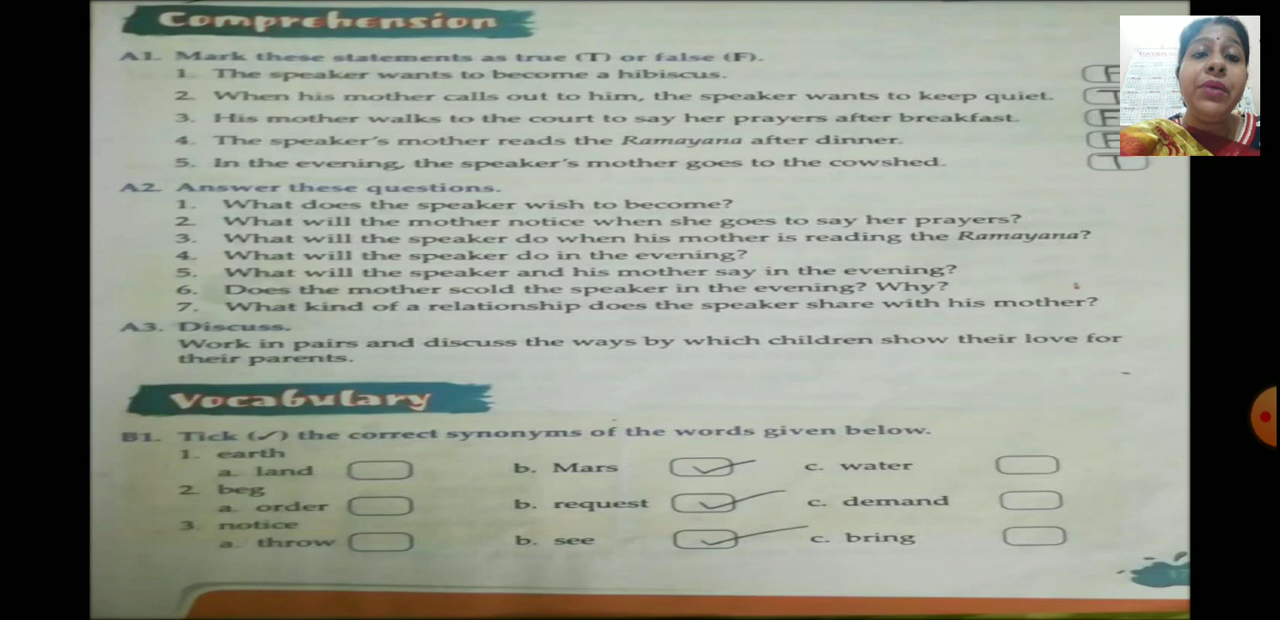 Comprehension
A1. Mark these statements as true (T) or false (F).
1. The speaker wants to become a hibiscus. F
2. When his mother calls out to him, the speaker wants to keep quiet. T
3. His mother walks to the court to say her prayers after breakfast. F
4. The speaker's mother reads the Ramayana after dinner. F
5. In the evening, the speaker's mother goes to the cowshed. T
A2. Answer these questions.
1. What does the speaker wish to become?
2. What will the mother notice when she goes to say her prayers?
3. What will the speaker do when his mother is reading the Ramayana?
4. What will the speaker do in the evening?
5. What will the speaker and his mother say in the evening?
6. Does the mother scold the speaker in the evening? Why?
7. What kind of a relationship does the speaker share with his mother?
A3. Discuss.
Work in pairs and discuss the ways by which children show their love for
their parents.
Vocabulary
B1. Tick (✓) the correct synonyms of the words given below.
1. earth
a. land b. Mars ✓ c. water
2. beg
a. order b. request ✓ c. demand
3. notice
a. throw b. see ✓ c. bring
17